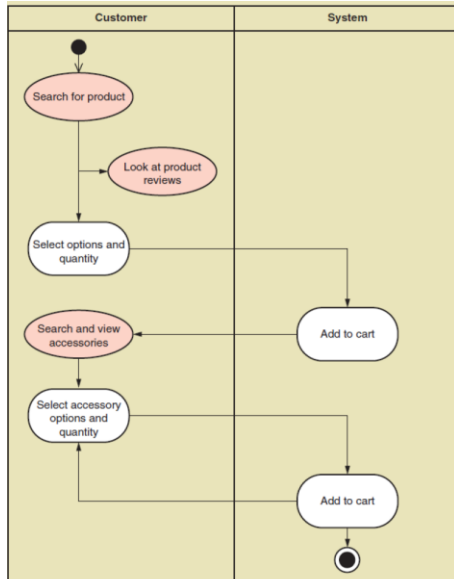 Customer
System
Search for product
Look at product
reviews
Select options and
quantity
Add to cart
Search and view
accessories
Select accessory
options and
quantity
Add to cart